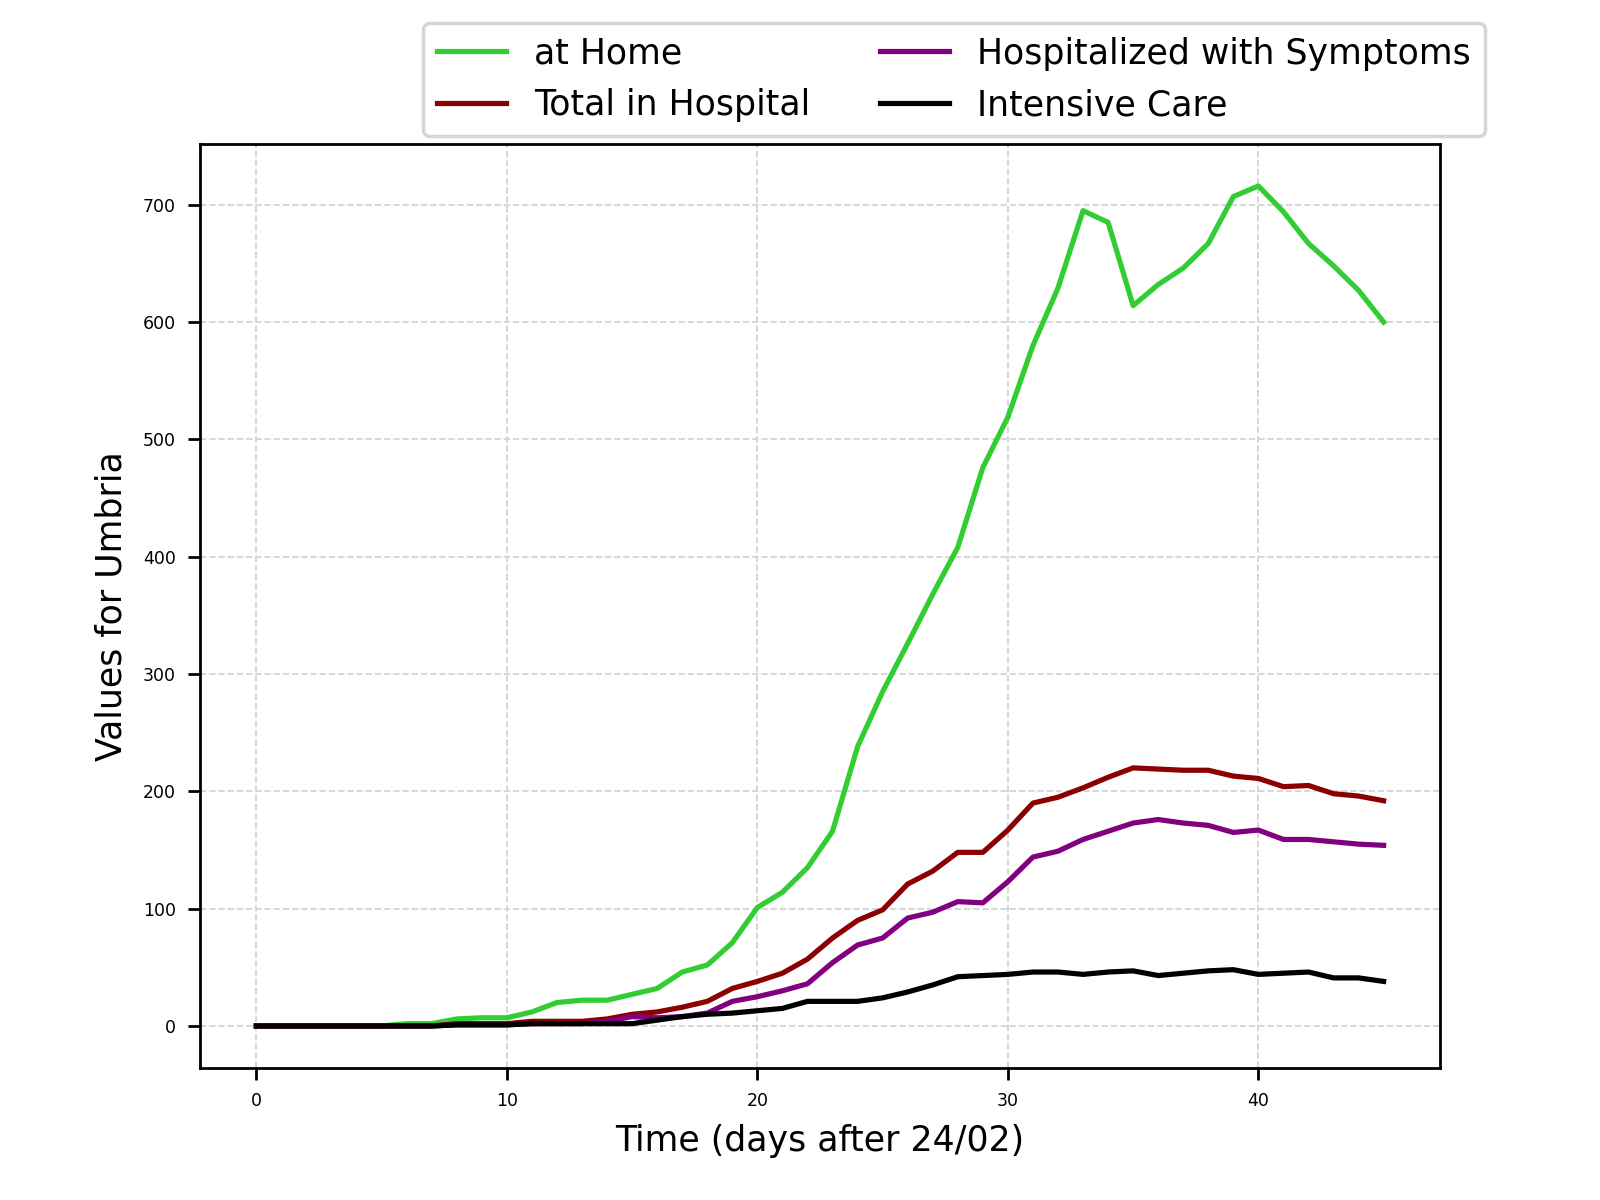 at Home
Total in Hospital
Hospitalized with Symptoms
Intensive Care
Values for Umbria
700
600
500
400
300
200
100
0
0 10 20 30 40
Time (days after 24/02)